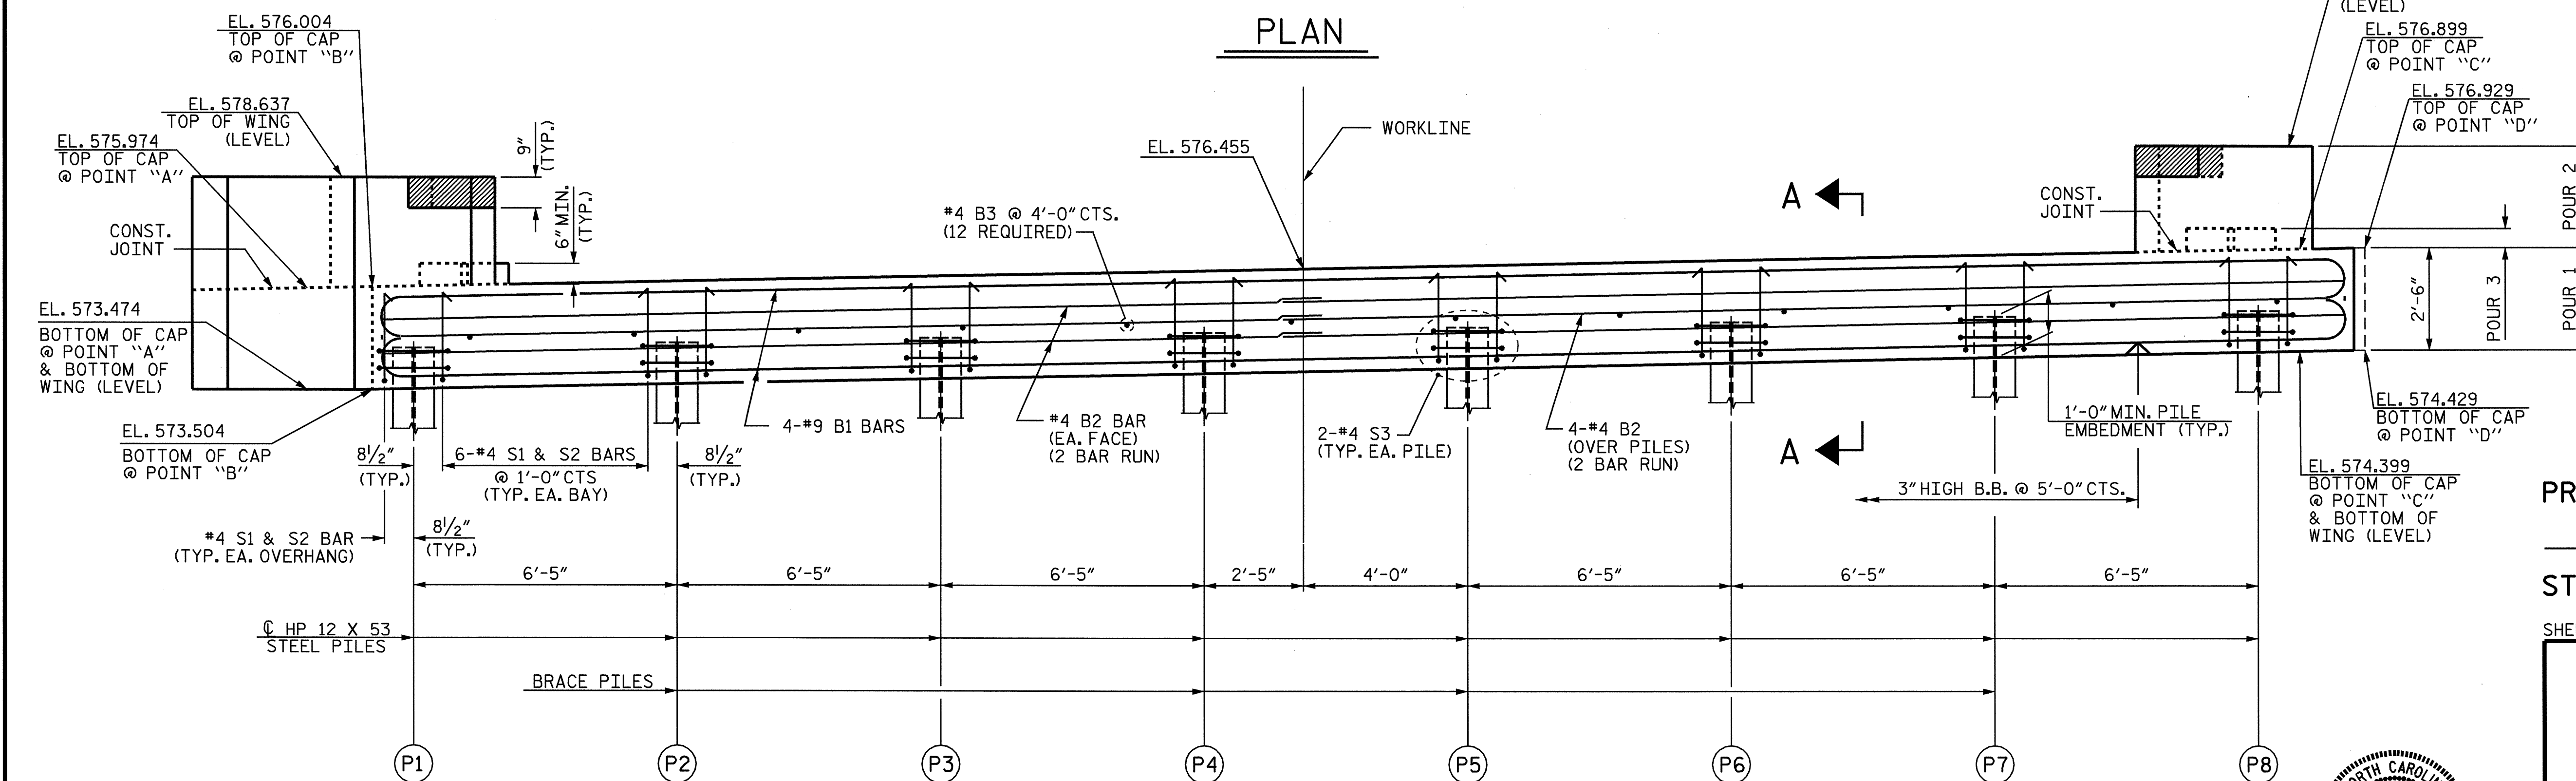 PLAN
(LEVEL)
EL. 576.004
TOP OF CAP
@ POINT "B"
EL. 578.637
TOP OF WING
(LEVEL)
EL. 575.974
TOP OF CAP
@ POINT "A"
CONST.
JOINT
9"
(TYP.)
6" MIN.
(TYP.)
EL. 573.474
BOTTOM OF CAP
@ POINT "A"
& BOTTOM OF
WING (LEVEL)
EL. 573.504
BOTTOM OF CAP
@ POINT "B"
#4 B3 @ 4'-0" CTS.
(12 REQUIRED)
EL. 576.455
WORKLINE
A
A
CONST.
JOINT
EL. 576.899
TOP OF CAP
@ POINT "C"
EL. 576.929
TOP OF CAP
@ POINT "D"
POUR 2
POUR 1
POUR 3
2'-6"
8 1/2"
(TYP.)
6-#4 S1 & S2 BARS
@ 1'-0" CTS
(TYP. EA. BAY)
8 1/2"
(TYP.)
4-#9 B1 BARS
#4 B2 BAR
(EA. FACE)
(2 BAR RUN)
2-#4 S3
(TYP. EA. PILE)
4-#4 B2
(OVER PILES)
(2 BAR RUN)
1'-0" MIN. PILE
EMBEDMENT (TYP.)
3" HIGH B.B. @ 5'-0" CTS.
EL. 574.429
BOTTOM OF CAP
@ POINT "D"
EL. 574.399
BOTTOM OF CAP
@ POINT "C"
& BOTTOM OF
WING (LEVEL)
#4 S1 & S2 BAR
(TYP. EA. OVERHANG)
8 1/2"
(TYP.)
6'-5" 6'-5" 6'-5" 2'-5" 4'-0" 6'-5" 6'-5" 6'-5"
℄ HP 12 X 53
STEEL PILES
BRACE PILES
P1 P2 P3 P4 P5 P6 P7 P8
PR
ST
SHE
ORTH CAROLIN